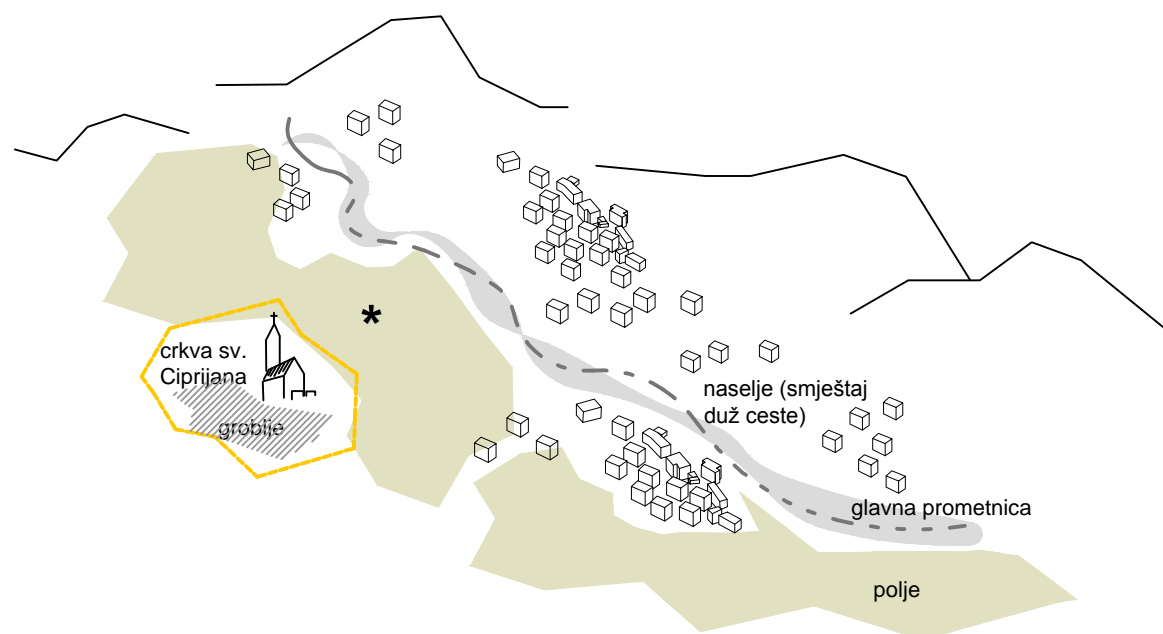 *
crkva sv.
Ciprijana
groblje
naselje (smještaj
duž ceste)
glavna prometnica
polje